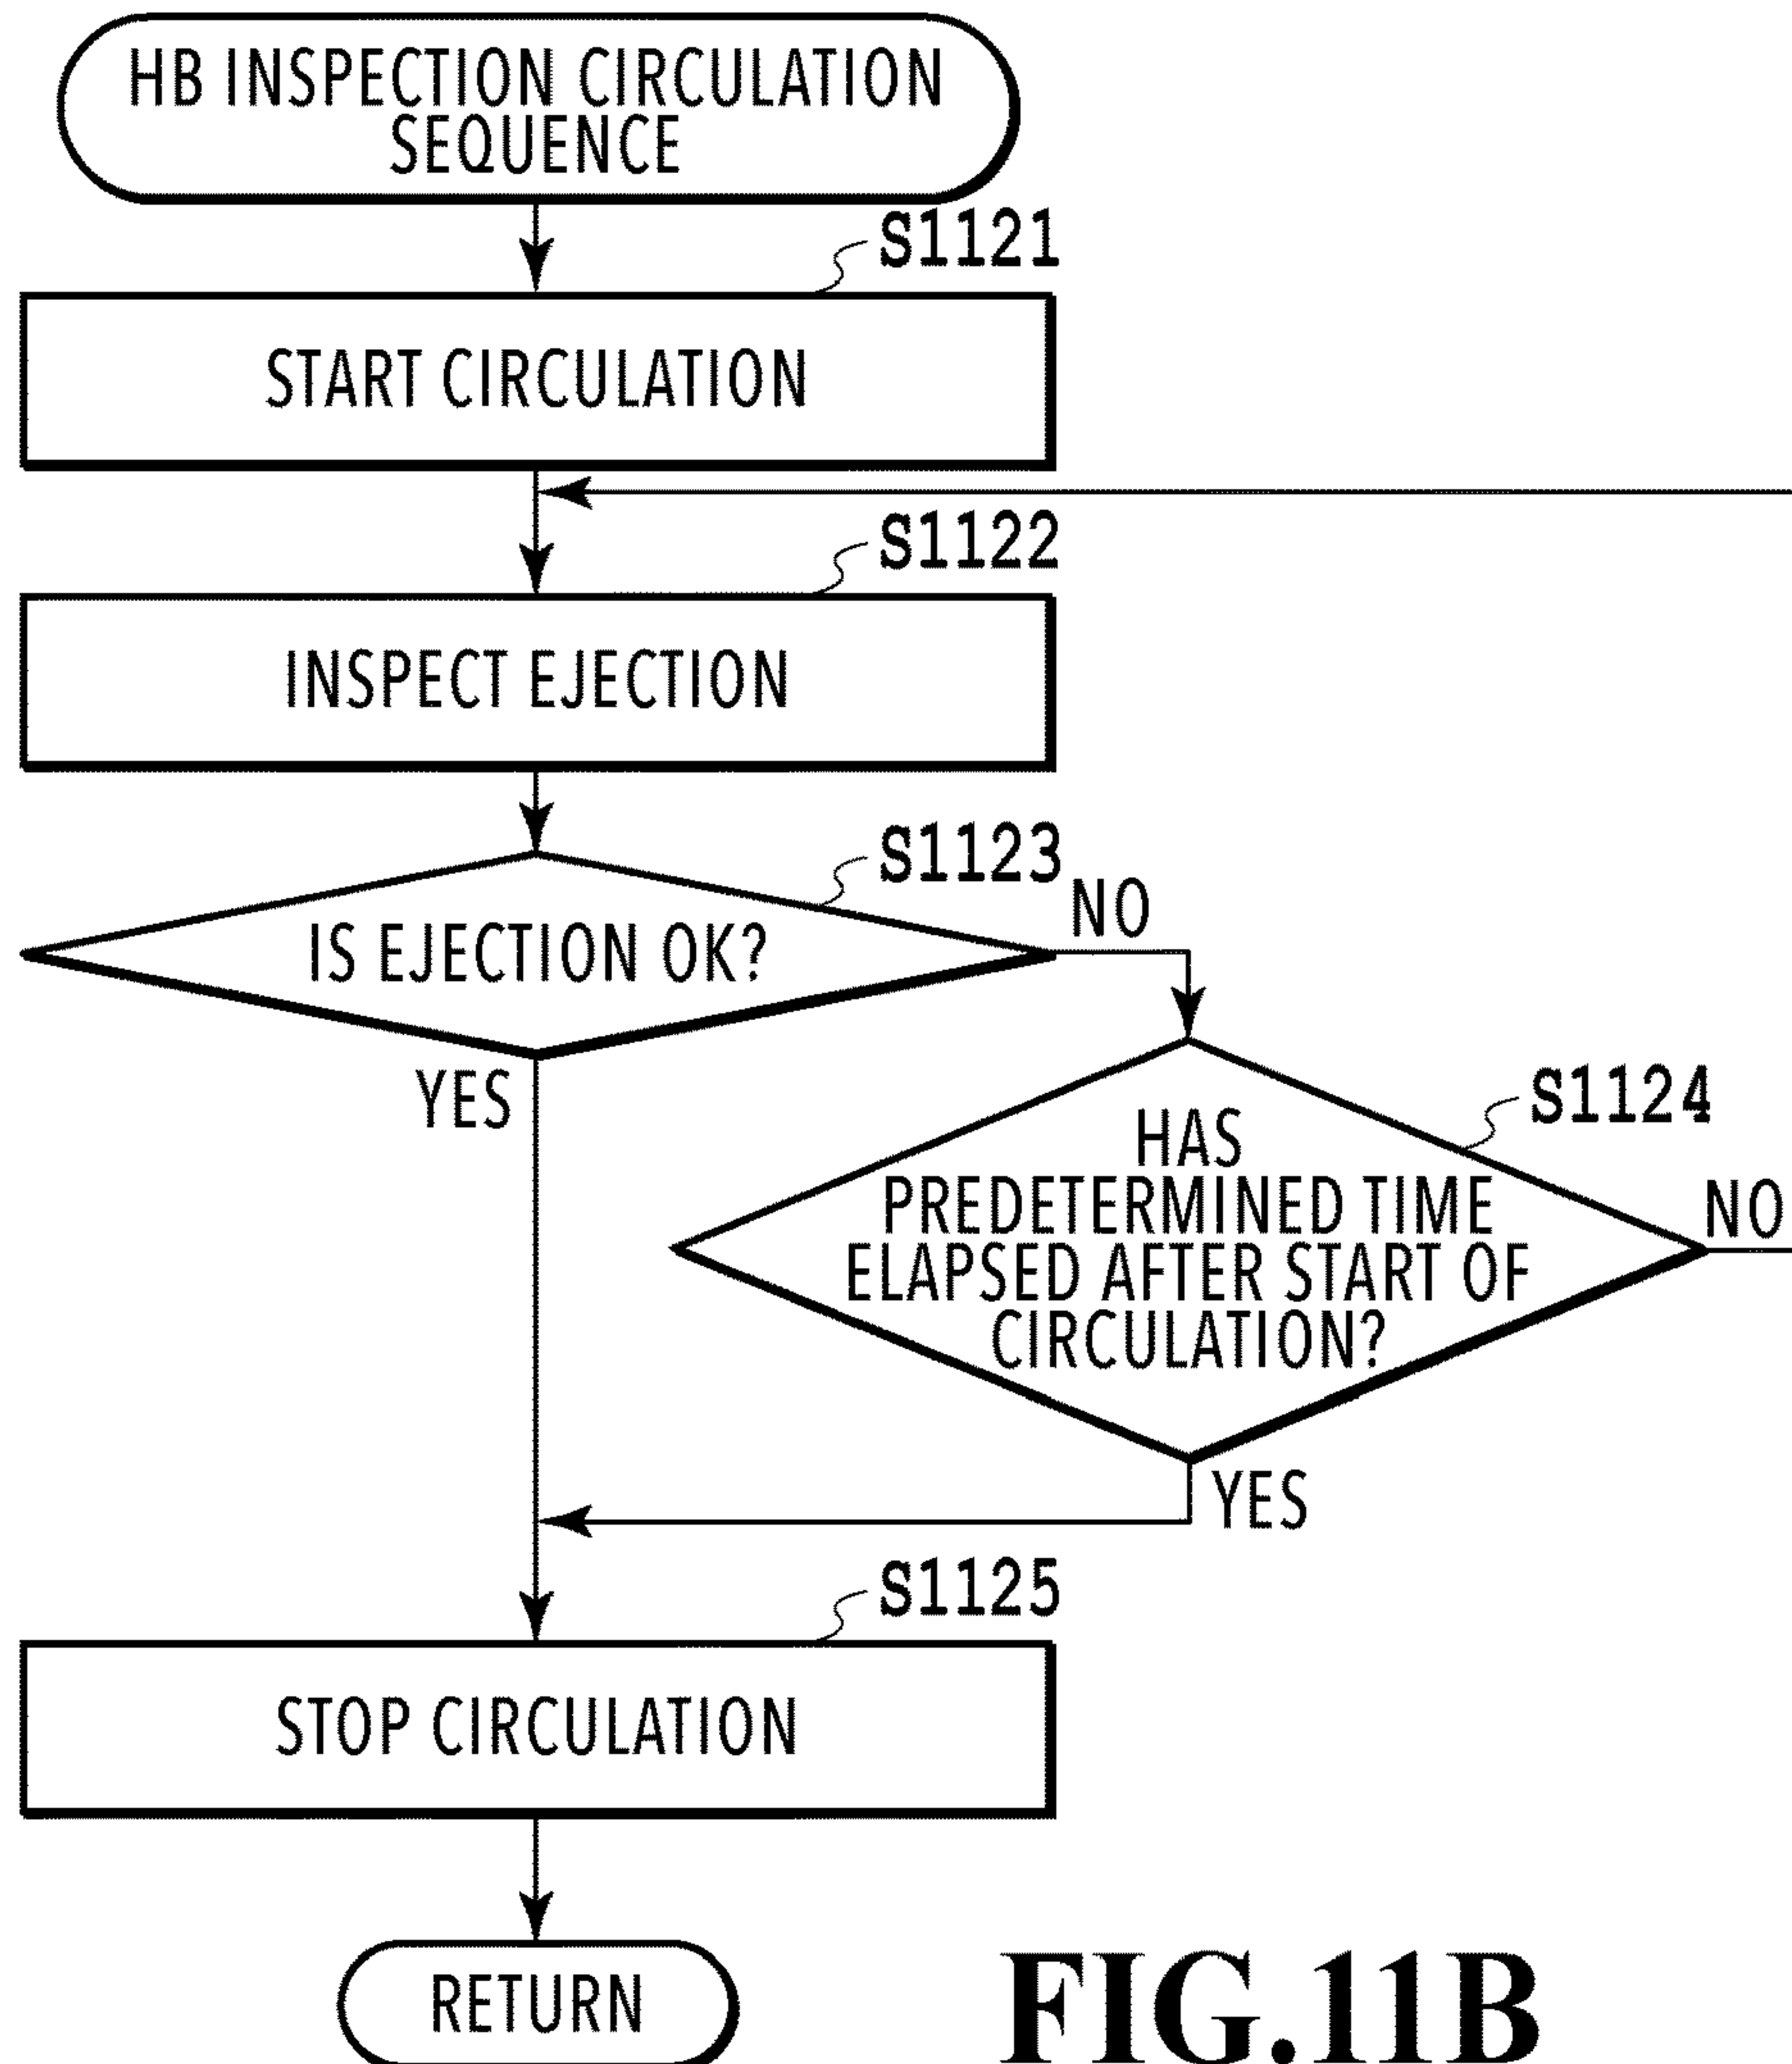 HB INSPECTION CIRCULATION
SEQUENCE
S1121
START CIRCULATION
S1122
INSPECT EJECTION
S1123
NO
IS EJECTION OK?
YES
S1124
HAS
PREDETERMINED TIME
ELAPSED AFTER START OF
CIRCULATION?
NO
YES
S1125
STOP CIRCULATION
RETURN
FIG.11B